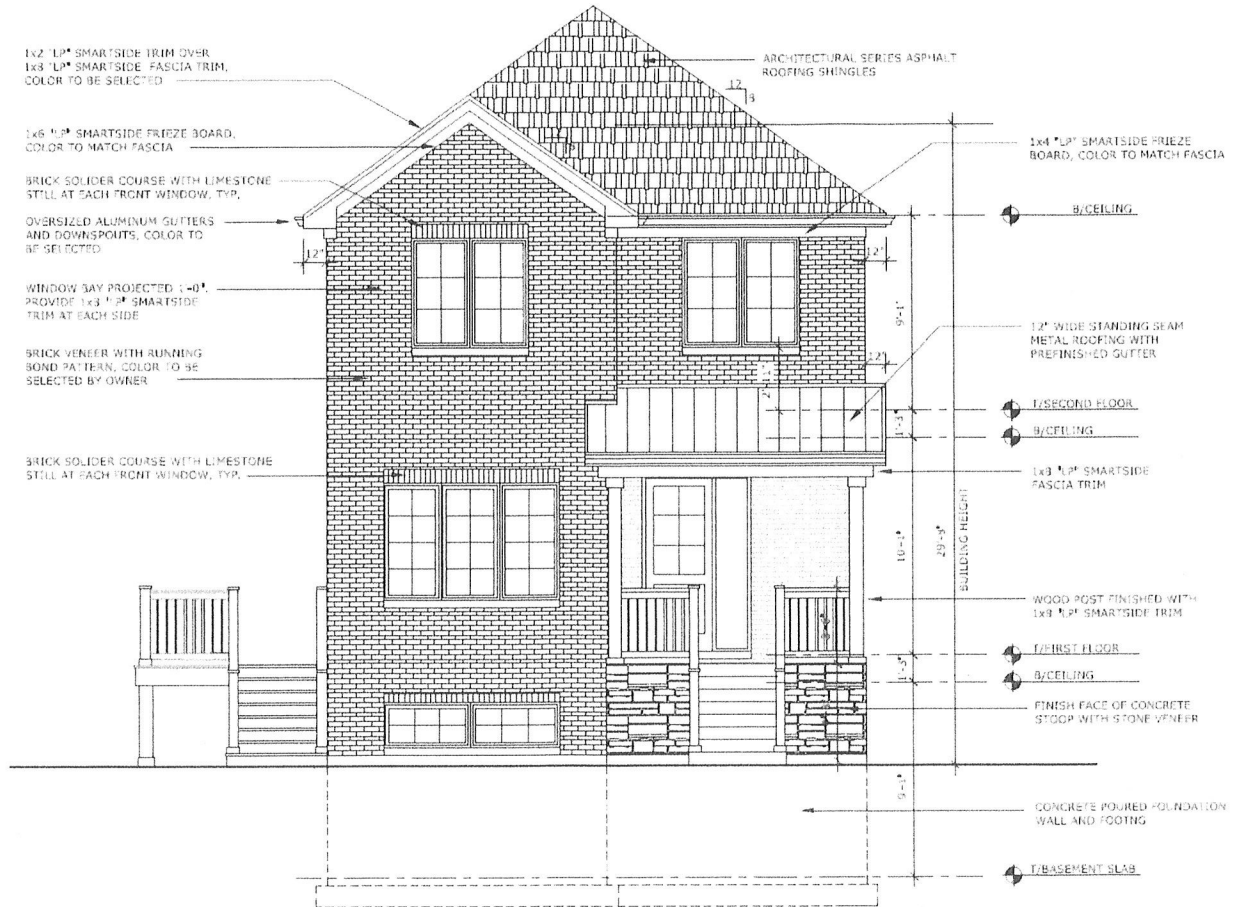 1x2 "LP" SMARTSIDE TRIM OVER
1x8 "LP" SMARTSIDE FASCIA TRIM,
COLOR TO BE SELECTED
1x6 "LP" SMARTSIDE FRIEZE BOARD,
COLOR TO MATCH FASCIA
BRICK SOLIDER COURSE WITH LIMESTONE
STILL AT EACH FRONT WINDOW, TYP.
OVERSIZED ALUMINUM GUTTERS
AND DOWNSPOUTS, COLOR TO
BE SELECTED
12"
WINDOW BAY PROJECTED 1'-0".
PROVIDE 1x3 "LP" SMARTSIDE
TRIM AT EACH SIDE
BRICK VENEER WITH RUNNING
BOND PATTERN, COLOR TO BE
SELECTED BY OWNER
BRICK SOLIDER COURSE WITH LIMESTONE
STILL AT EACH FRONT WINDOW, TYP.
ARCHITECTURAL SERIES ASPHALT
ROOFING SHINGLES
12
8
8
1x4 "LP" SMARTSIDE FRIEZE
BOARD, COLOR TO MATCH FASCIA
B/CEILING
12"
9'-1"
12" WIDE STANDING SEAM
METAL ROOFING WITH
PREFINISHED GUTTER
12"
2'-11"
T/SECOND FLOOR
1'-3"
B/CEILING
1x8 "LP" SMARTSIDE
FASCIA TRIM
10'-1"
29'-9"
BUILDING HEIGHT
WOOD POST FINISHED WITH
1x8 "LP" SMARTSIDE TRIM
T/FIRST FLOOR
1'-3"
B/CEILING
FINISH FACE OF CONCRETE
STOOP WITH STONE VENEER
9'-1"
CONCRETE POURED FOUNDATION
WALL AND FOOTNG
T/BASEMENT SLAB